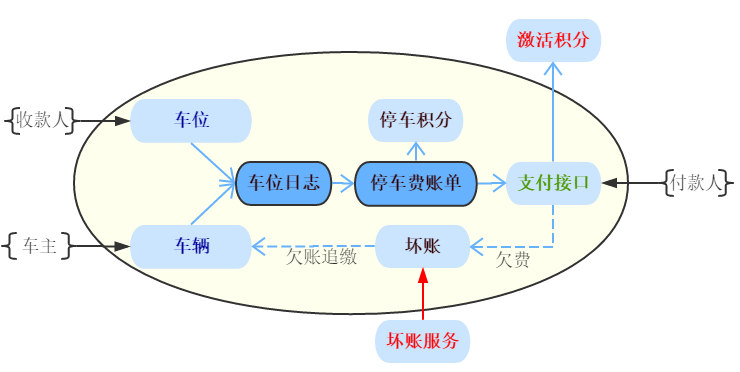 激活积分
{收款人}
车位
停车积分
车位日志
停车费账单
支付接口
{付款人}
{车主}
车辆
欠账追缴
坏账
欠费
坏账服务